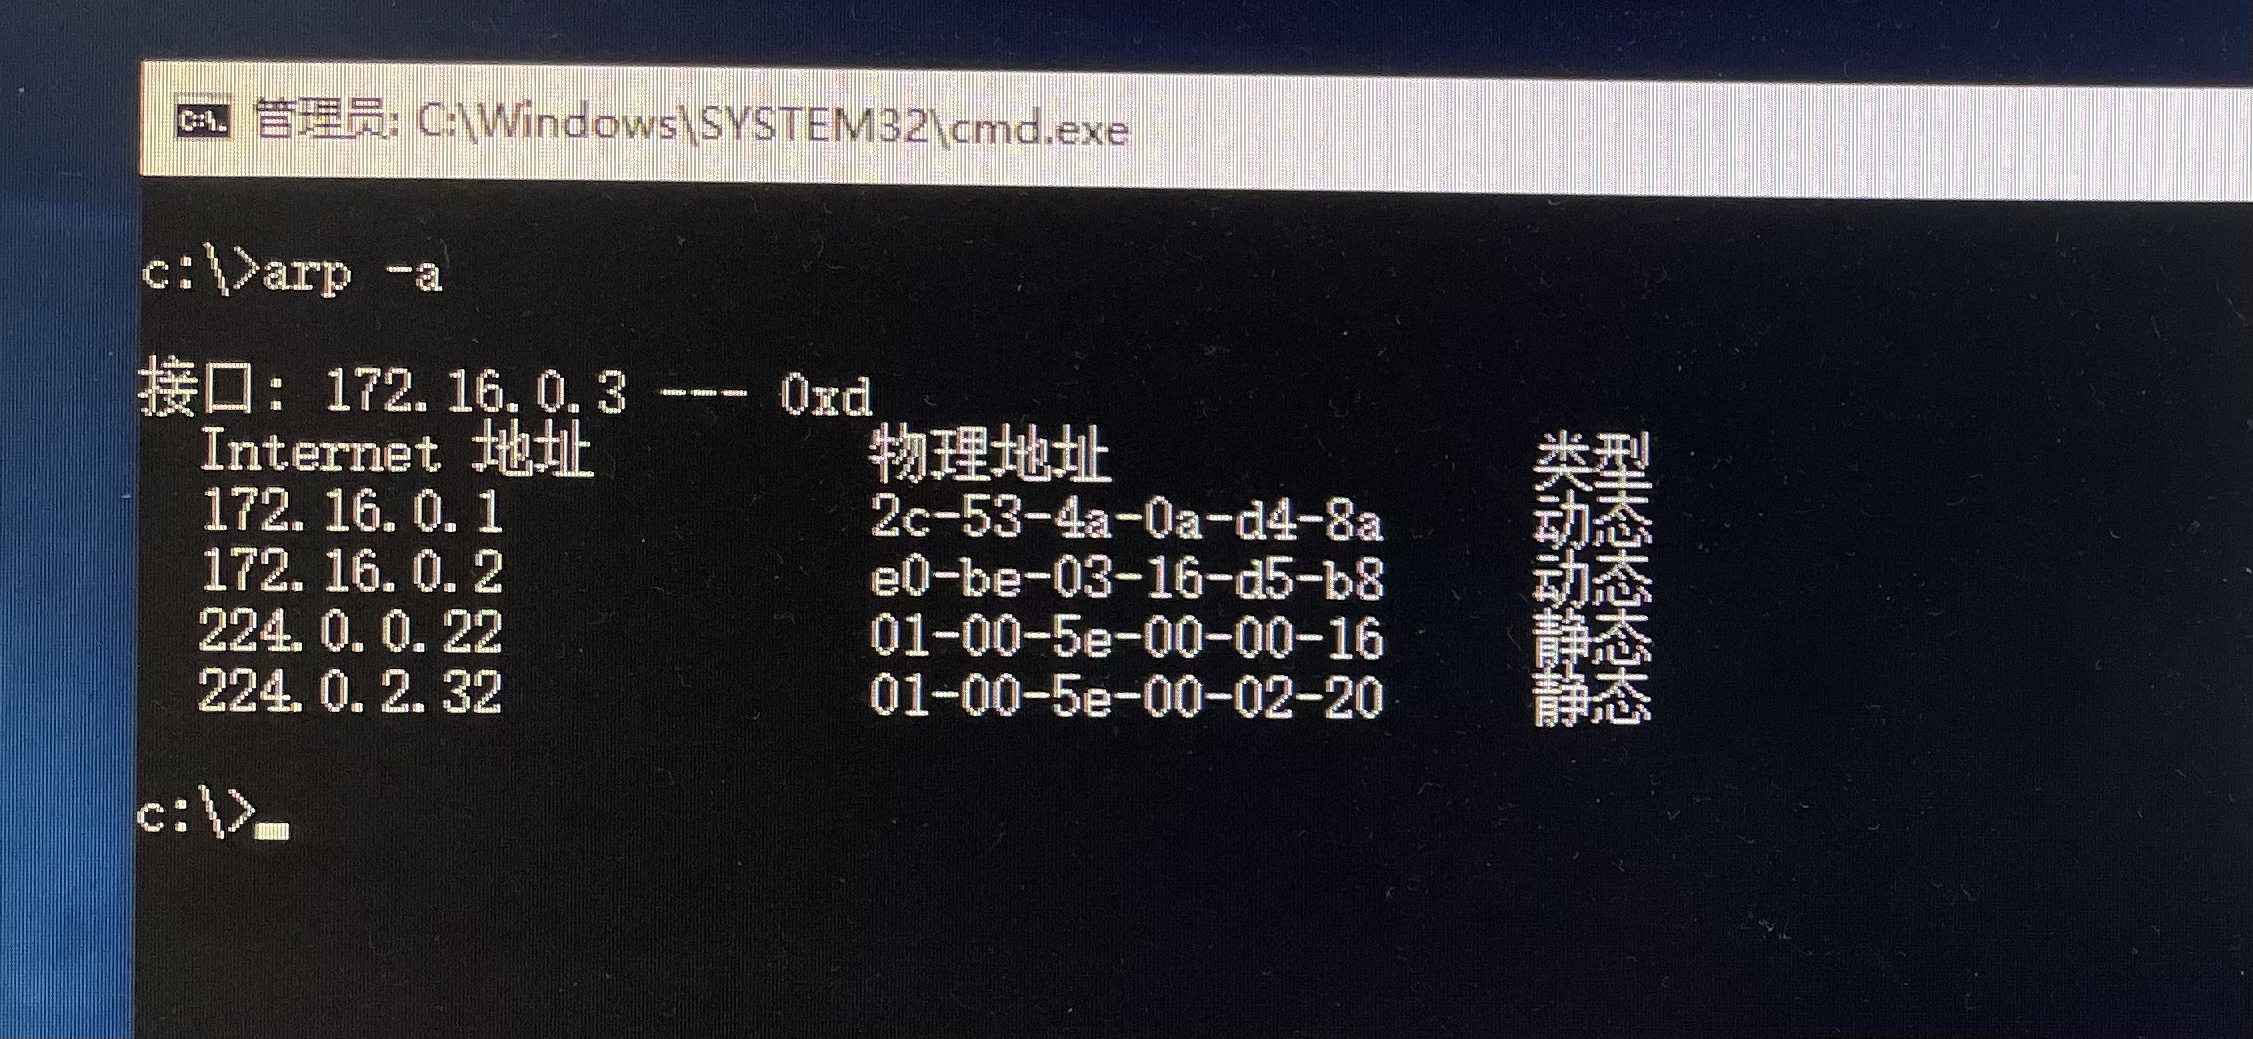 管理员: C:\Windows\SYSTEM32\cmd.exe
c:\>arp -a
接口: 172.16.0.3 --- 0xd
Internet 地址 物理地址 类型
172.16.0.1 2c-53-4a-0a-d4-8a 动态
172.16.0.2 e0-be-03-16-d5-b8 动态
224.0.0.22 01-00-5e-00-00-16 静态
224.0.2.32 01-00-5e-00-02-20 静态
c:\>